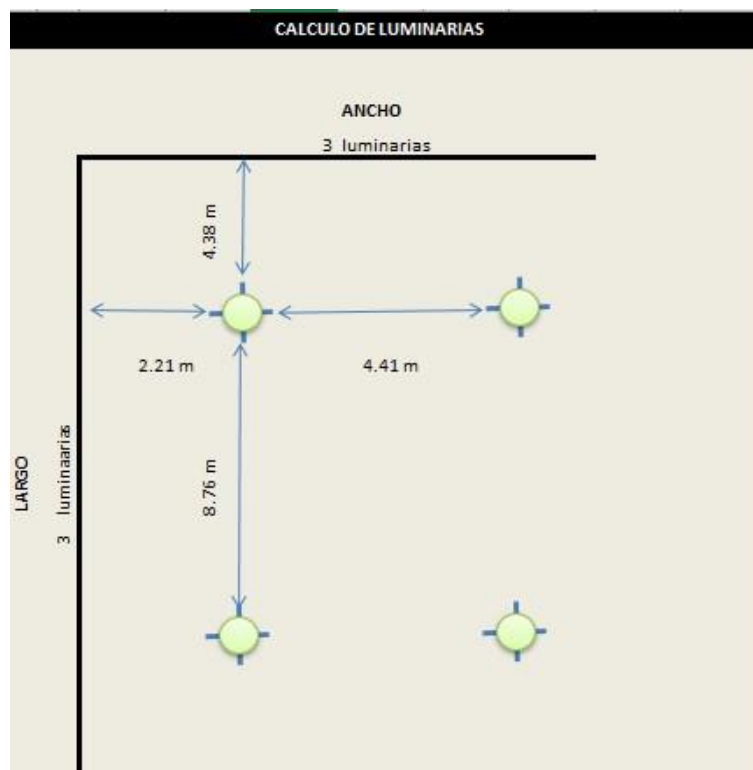 CALCULO DE LUMINARIAS
ANCHO
3 luminarias
4.38 m
2.21 m
4.41 m
LARGO
3 luminaarias
8.76 m